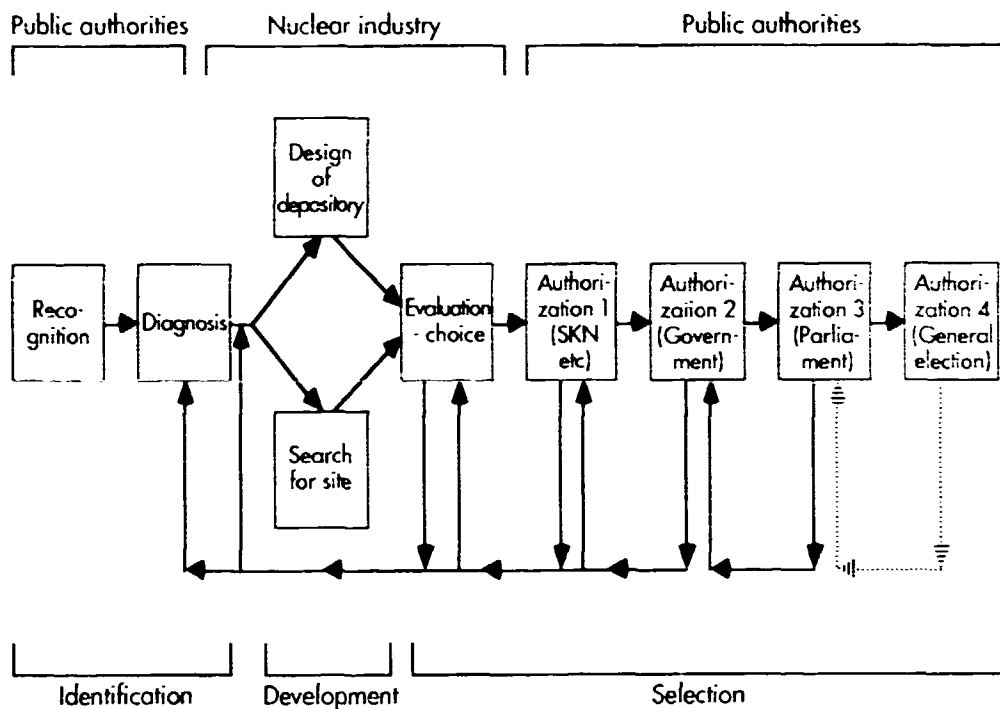 Public authorities
Nuclear industry
Public authorities
Design
of
depository
Reco-
gnition
Diagnosis
Evaluation
- choice
Authori-
zation 1
(SKN
etc)
Authori-
zation 2
(Govern-
ment)
Authori-
zation 3
(Parlia-
ment)
Authori-
zation 4
(General
election)
Search
for site
Identification
Development
Selection